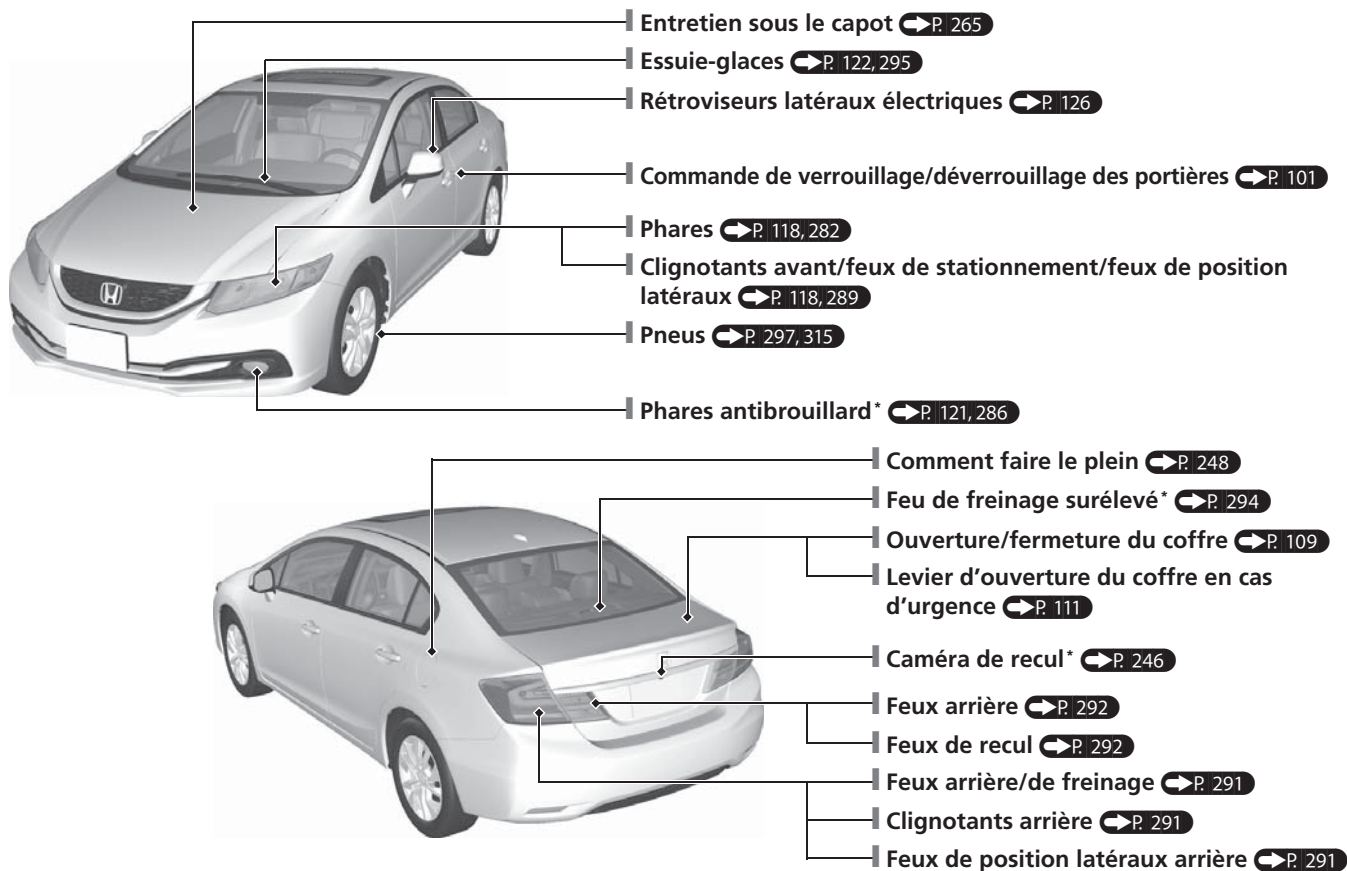 Entretien sous le capot P. 265
Essuie-glaces P. 122, 295
Rétroviseurs latéraux électriques P. 126
Commande de verrouillage/déverrouillage des portières P. 101
Phares P. 118, 282
Clignotants avant/feux de stationnement/feux de position
latéraux P. 118, 289
Pneus P. 297, 315
Phares antibrouillard* P. 121, 286
Comment faire le plein P. 248
Feu de freinage surélevé* P. 294
Ouverture/fermeture du coffre P. 109
Levier d’ouverture du coffre en cas
d’urgence P. 111
Caméra de recul* P. 246
Feux arrière P. 292
Feux de recul P. 292
Feux arrière/de freinage P. 291
Clignotants arrière P. 291
Feux de position latéraux arrière P. 291